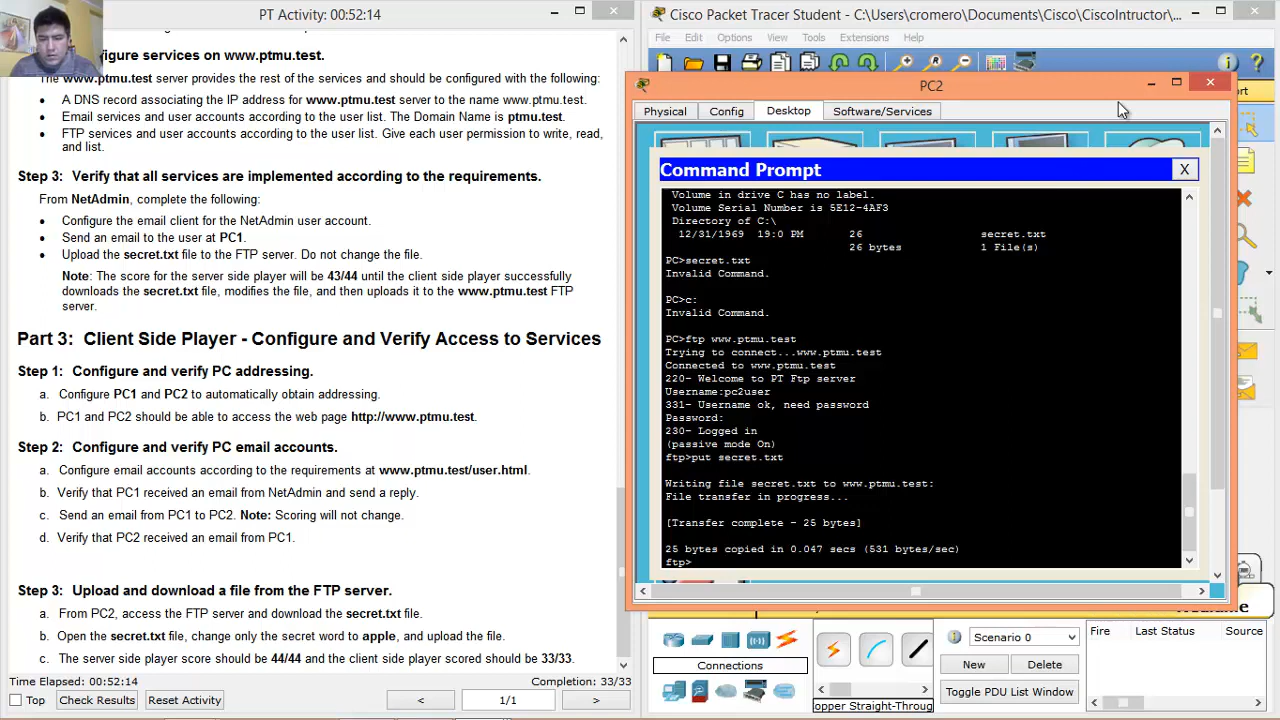 PT Activity: 00:52:14
figure services on www.ptmu.test.
The www.ptmu.test server provides the rest of the services and should be configured with the following:
• A DNS record associating the IP address for www.ptmu.test server to the name www.ptmu.test.
• Email services and user accounts according to the user list. The Domain Name is ptmu.test.
• FTP services and user accounts according to the user list. Give each user permission to write, read,
and list.
Step 3: Verify that all services are implemented according to the requirements.
From NetAdmin, complete the following:
• Configure the email client for the NetAdmin user account.
• Send an email to the user at PC1.
• Upload the secret.txt file to the FTP server. Do not change the file.
Note: The score for the server side player will be 43/44 until the client side player successfully
downloads the secret.txt file, modifies the file, and then uploads it to the www.ptmu.test FTP
server.
Part 3: Client Side Player - Configure and Verify Access to Services
Step 1: Configure and verify PC addressing.
a. Configure PC1 and PC2 to automatically obtain addressing.
b. PC1 and PC2 should be able to access the web page http://www.ptmu.test.
Step 2: Configure and verify PC email accounts.
a. Configure email accounts according to the requirements at www.ptmu.test/user.html.
b. Verify that PC1 received an email from NetAdmin and send a reply.
c. Send an email from PC1 to PC2. Note: Scoring will not change.
d. Verify that PC2 received an email from PC1.
Step 3: Upload and download a file from the FTP server.
a. From PC2, access the FTP server and download the secret.txt file.
b. Open the secret.txt file, change only the secret word to apple, and upload the file.
c. The server side player score should be 44/44 and the client side player scored should be 33/33.
Time Elapsed: 00:52:14 Completion: 33/33
Top Check Results Reset Activity < 1/1 >
Cisco Packet Tracer Student - C:\Users\cromero\Documents\Cisco\CiscoIntructor\...
File Edit Options View Tools Extensions Help
PC2
Physical Config Desktop Software/Services
Command Prompt X
Volume in drive C has no label.
Volume Serial Number is 5E12-4AF3
Directory of C:\
12/31/1969 19:0 PM 26 secret.txt
26 bytes 1 File(s)
PC>secret.txt
Invalid Command.
PC>c:
Invalid Command.
PC>ftp www.ptmu.test
Trying to connect...www.ptmu.test
Connected to www.ptmu.test
220- Welcome to PT Ftp server
Username:pc2user
331- Username ok, need password
Password:
230- Logged in
(passive mode On)
ftp>put secret.txt
Writing file secret.txt to www.ptmu.test:
File transfer in progress...
[Transfer complete - 25 bytes]
25 bytes copied in 0.047 secs (531 bytes/sec)
ftp>
Connections
Scenario 0
New Delete
Toggle PDU List Window
Fire Last Status Source
opper Straight-Throug